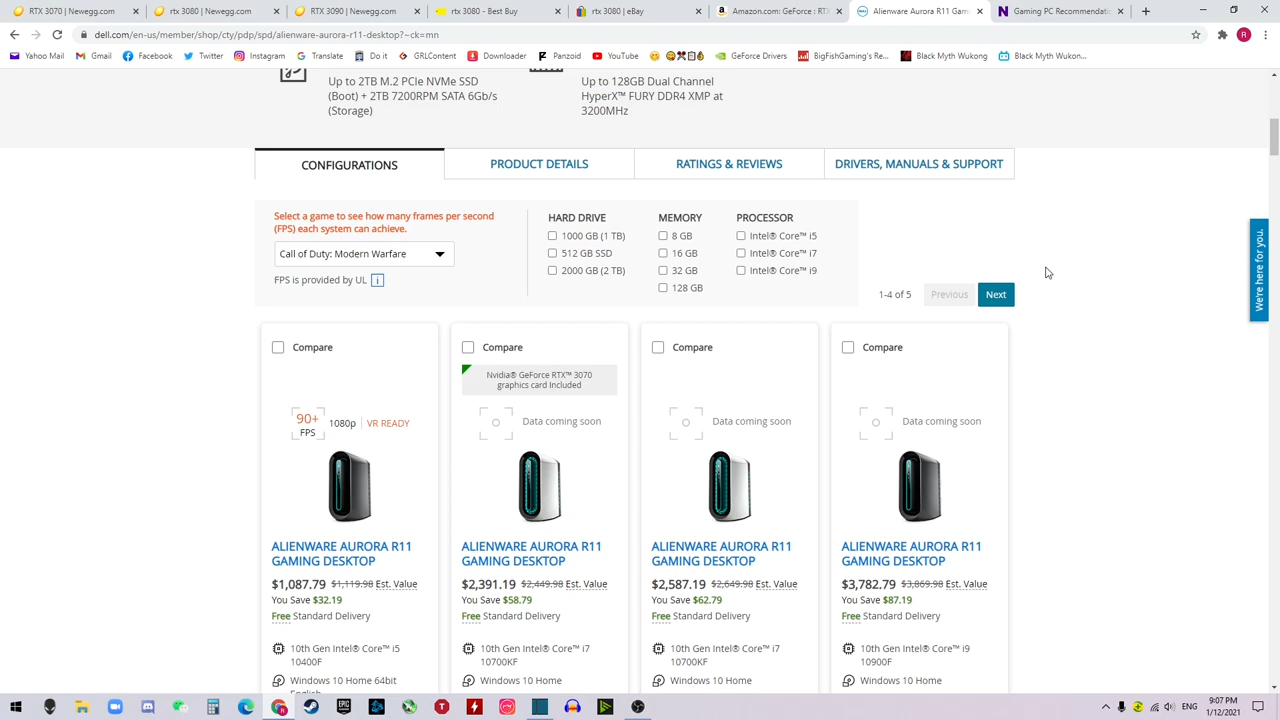 RTX 3070 | Newegg.com
rtx 3080 | Newegg.com
RTX 3090 | Newegg.com
rtx 3080 - Best Buy
rtx 3080 | eBay
Amazon.com: GeForce RTX
Alienware Aurora R11 Gam
Gaming PC Recommendatio
dell.com/en-us/member/shop/cty/pdp/spd/alienware-aurora-r11-desktop?~ck=mn
R
Yahoo Mail
Gmail
Facebook
Twitter
Instagram
Translate
Do it
GRLContent
Downloader
Panzoid
YouTube
GeForce Drivers
BigFishGaming's Re...
Black Myth Wukong
Black Myth Wukon...
Up to 2TB M.2 PCIe NVMe SSD
(Boot) + 2TB 7200RPM SATA 6Gb/s
(Storage)
Up to 128GB Dual Channel
HyperX™ FURY DDR4 XMP at
3200MHz
CONFIGURATIONS
PRODUCT DETAILS
RATINGS & REVIEWS
DRIVERS, MANUALS & SUPPORT
Select a game to see how many frames per second
(FPS) each system can achieve.
Call of Duty: Modern Warfare
FPS is provided by UL i
HARD DRIVE
1000 GB (1 TB)
512 GB SSD
2000 GB (2 TB)
MEMORY
8 GB
16 GB
32 GB
128 GB
PROCESSOR
Intel® Core™ i5
Intel® Core™ i7
Intel® Core™ i9
1-4 of 5
Previous
Next
We're here for you.
Compare
90+
FPS
1080p
VR READY
ALIENWARE AURORA R11
GAMING DESKTOP
$1,087.79 $1,119.98 Est. Value
You Save $32.19
Free Standard Delivery
10th Gen Intel® Core™ i5
10400F
Windows 10 Home 64bit
English
Compare
Nvidia® GeForce RTX™ 3070
graphics card Included
Data coming soon
ALIENWARE AURORA R11
GAMING DESKTOP
$2,391.19 $2,449.98 Est. Value
You Save $58.79
Free Standard Delivery
10th Gen Intel® Core™ i7
10700KF
Windows 10 Home
Compare
Data coming soon
ALIENWARE AURORA R11
GAMING DESKTOP
$2,587.19 $2,649.98 Est. Value
You Save $62.79
Free Standard Delivery
10th Gen Intel® Core™ i7
10700KF
Windows 10 Home
Compare
Data coming soon
ALIENWARE AURORA R11
GAMING DESKTOP
$3,782.79 $3,869.98 Est. Value
You Save $87.19
Free Standard Delivery
10th Gen Intel® Core™ i9
10900F
Windows 10 Home
ENG
9:07 PM
1/12/2021